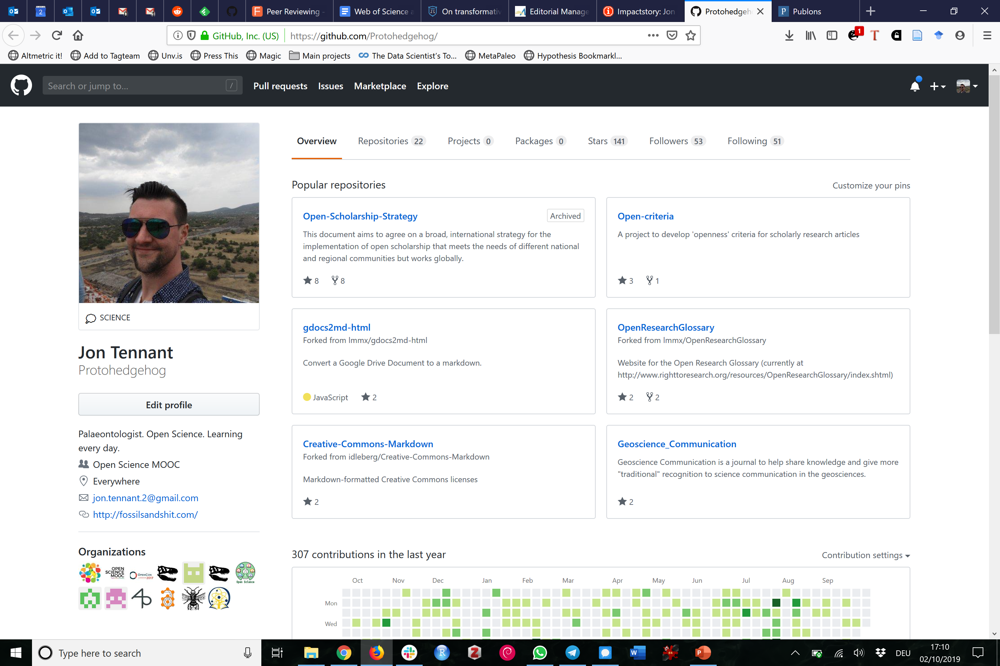 2
Peer Reviewing -
Web of Science a
On transformativ
Editorial Manage
Impactstory: Jon
Protohedgeh
Publons
GitHub, Inc. (US)
https://github.com/Protohedgehog/
1
Altmetric it!
Add to Tagteam
Unv.is
Press This
Magic
Main projects
The Data Scientist's To...
MetaPaleo
Hypothesis Bookmarkl...
Search or jump to...
/
Pull requests
Issues
Marketplace
Explore
SCIENCE
Jon Tennant
Protohedgehog
Edit profile
Palaeontologist. Open Science. Learning
every day.
Open Science MOOC
Everywhere
jon.tennant.2@gmail.com
http://fossilsandshit.com/
Organizations
OPEN
SCIENCE
MOOC
OPENCON
LONDON 2017
Open Science
Overview
Repositories 22
Projects 0
Packages 0
Stars 141
Followers 53
Following 51
Popular repositories
Customize your pins
Open-Scholarship-Strategy
Archived
This document aims to agree on a broad, international strategy for the
implementation of open scholarship that meets the needs of different national
and regional communities but works globally.
8 8
Open-criteria
A project to develop 'openness' criteria for scholarly research articles
3 1
gdocs2md-html
Forked from lmmx/gdocs2md-html
Convert a Google Drive Document to a markdown.
JavaScript 2
OpenResearchGlossary
Forked from lmmx/OpenResearchGlossary
Website for the Open Research Glossary (currently at
http://www.righttoresearch.org/resources/OpenResearchGlossary/index.shtml)
2 2
Creative-Commons-Markdown
Forked from idleberg/Creative-Commons-Markdown
Markdown-formatted Creative Commons licenses
2
Geoscience_Communication
Geoscience Communication is a journal to help share knowledge and give more
"traditional" recognition to science communication in the geosciences.
2
307 contributions in the last year
Contribution settings
Oct Nov Dec Jan Feb Mar Apr May Jun Jul Aug Sep
Mon
Wed
Type here to search
DEU
17:10
02/10/2019